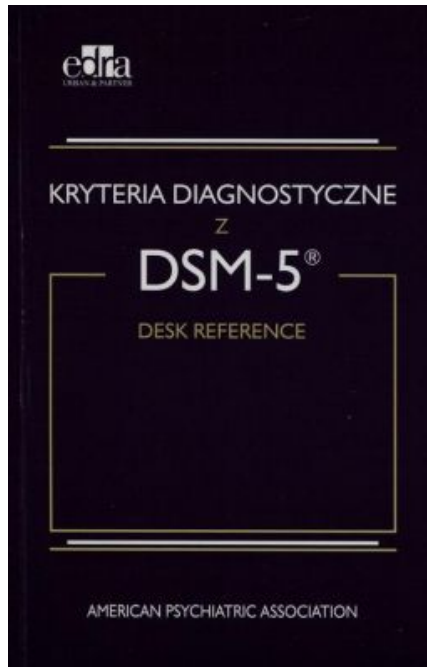 edra
URBAN & PARTNER
KRYTERIA DIAGNOSTYCZNE
Z
DSM-5®
DESK REFERENCE
AMERICAN PSYCHIATRIC ASSOCIATION